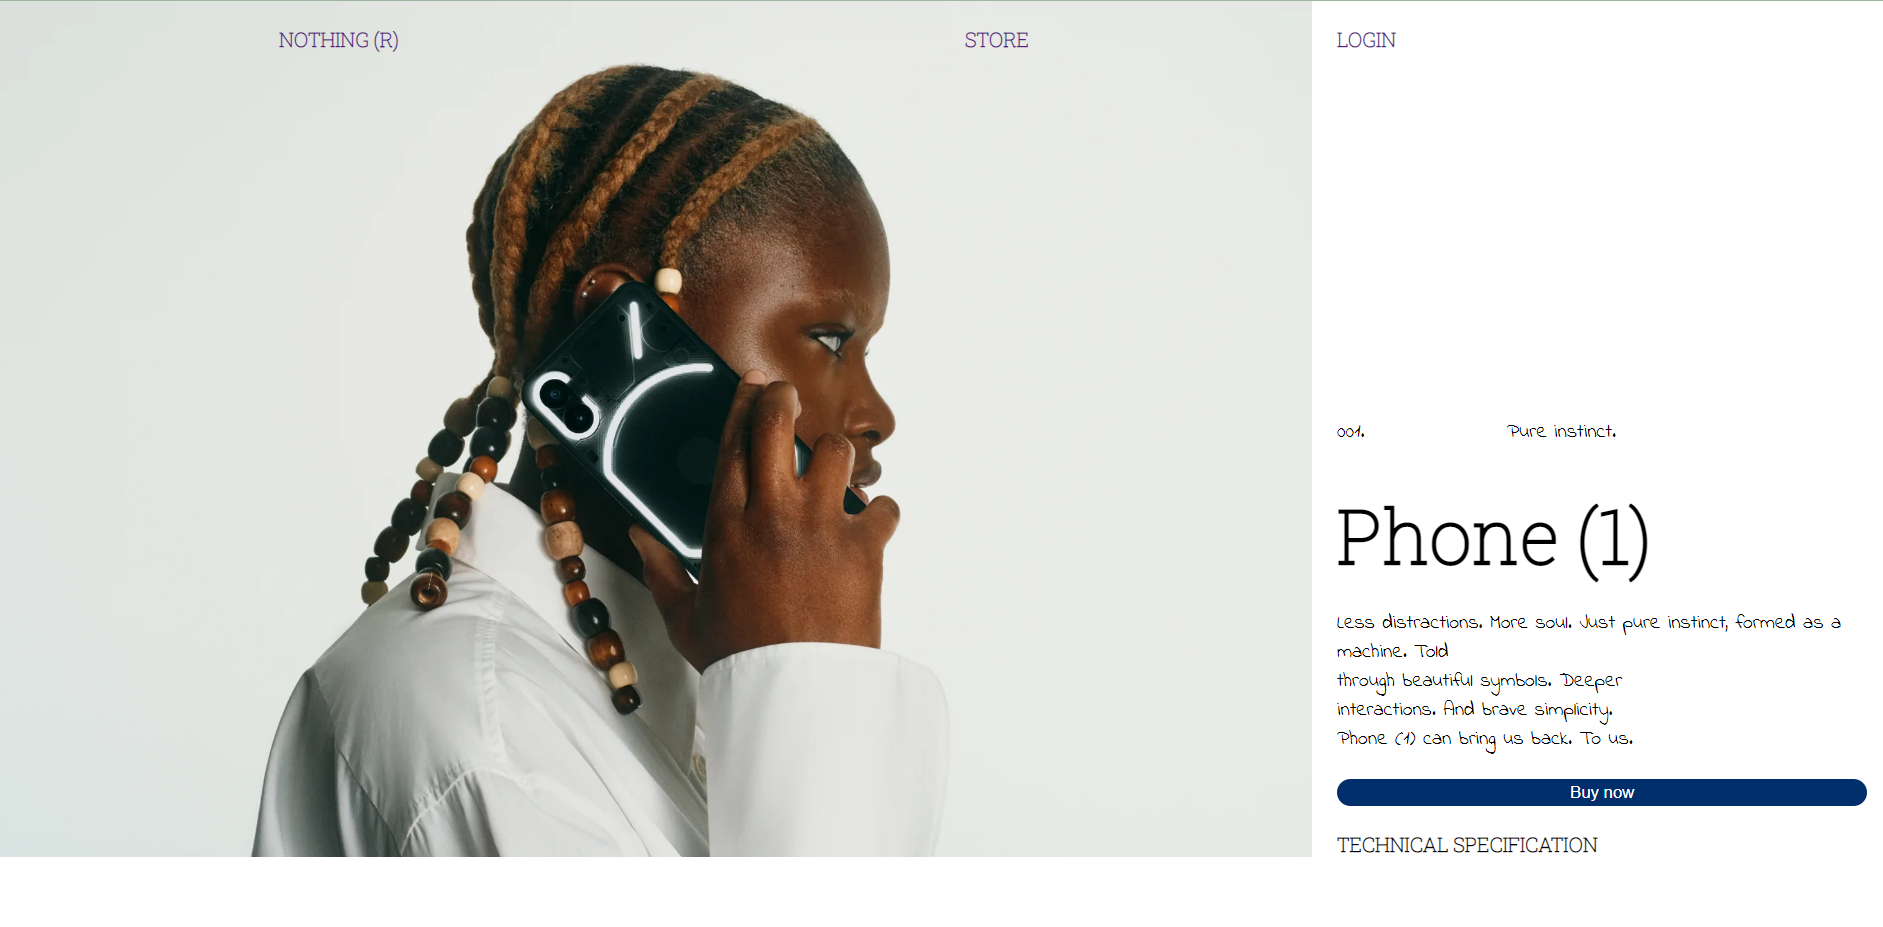 NOTHING (R)
STORE
LOGIN
001.
Pure instinct.
Phone (1)
Less distractions. More soul. Just pure instinct, formed as a
machine. Told
through beautiful symbols. Deeper
interactions. And brave simplicity.
Phone (1) can bring us back. To us.
Buy now
TECHNICAL SPECIFICATION